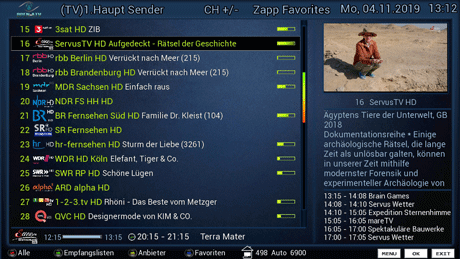 (TV)1 Haupt Sender CH +/- Zapp Favorites Mo, 04.11.2019 13:12
15 3sat HD ZIB
16 ServusTV HD Aufgedeckt - Rätsel der Geschichte
17 rbb Berlin HD Verrückt nach Meer (215)
18 rbb Brandenburg HD Verrückt nach Meer (215)
19 MDR Sachsen HD Einfach raus
20 NDR FS HH HD
21 BR Fernsehen Süd HD Familie Dr. Kleist (104)
22 SR Fernsehen HD
23 hr-fernsehen HD Sturm der Liebe (3261)
24 WDR HD Köln Elefant, Tiger & Co.
25 SWR RP HD Schöne Lügen
26 ARD alpha HD
27 1-2-3.tv HD Rhöni - Das Beste vom Metzger
28 QVC HD Designermode von KIM & CO.
16 ServusTV HD
Ägyptens Tiere der Unterwelt, GB
2018
Dokumentationsreihe • Einige
archäologische Rätsel, die lange
Zeit als unlösbar galten, können
in unserer Zeit mithilfe
modernster Forensik und
experimenteller Archäologie von
13:15 - 14:08 Brain Games
14:08 - 14:10 Servus Wetter
14:10 - 15:05 Expedition Sternenhimme
15:05 - 16:05 mareTV
16:05 - 17:00 Spektakuläre Bauwerke
17:00 - 17:05 Servus Wetter
12:15 13:15 20:15 - 21:15 Terra Mater
Alle Empfangslisten Anbieter Favoriten 498 Auto 6900 MENU OK EXIT